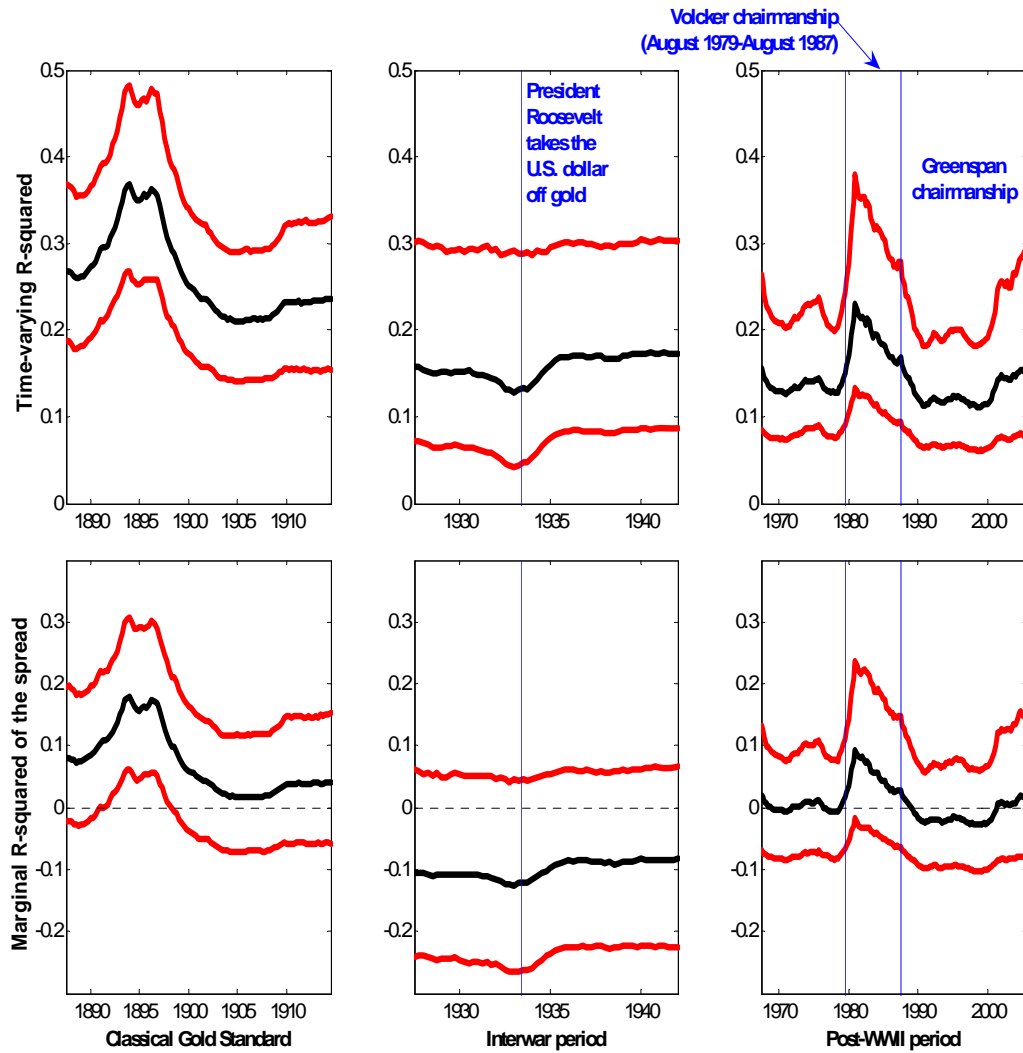 Volcker chairmanship
(August 1979-August 1987)
Time-varying R-squared
0.5
0.4
0.3
0.2
0.1
0
1890 1895 1900 1905 1910
0.5
0.4
0.3
0.2
0.1
0
President
Roosevelt
takes the
U.S. dollar
off gold
1930 1935 1940
0.5
0.4
0.3
0.2
0.1
0
Greenspan
chairmanship
1970 1980 1990 2000
Marginal R-squared of the spread
0.3
0.2
0.1
0
-0.1
-0.2
1890 1895 1900 1905 1910
Classical Gold Standard
0.3
0.2
0.1
0
-0.1
-0.2
1930 1935 1940
Interwar period
0.3
0.2
0.1
0
-0.1
-0.2
1970 1980 1990 2000
Post-WWII period